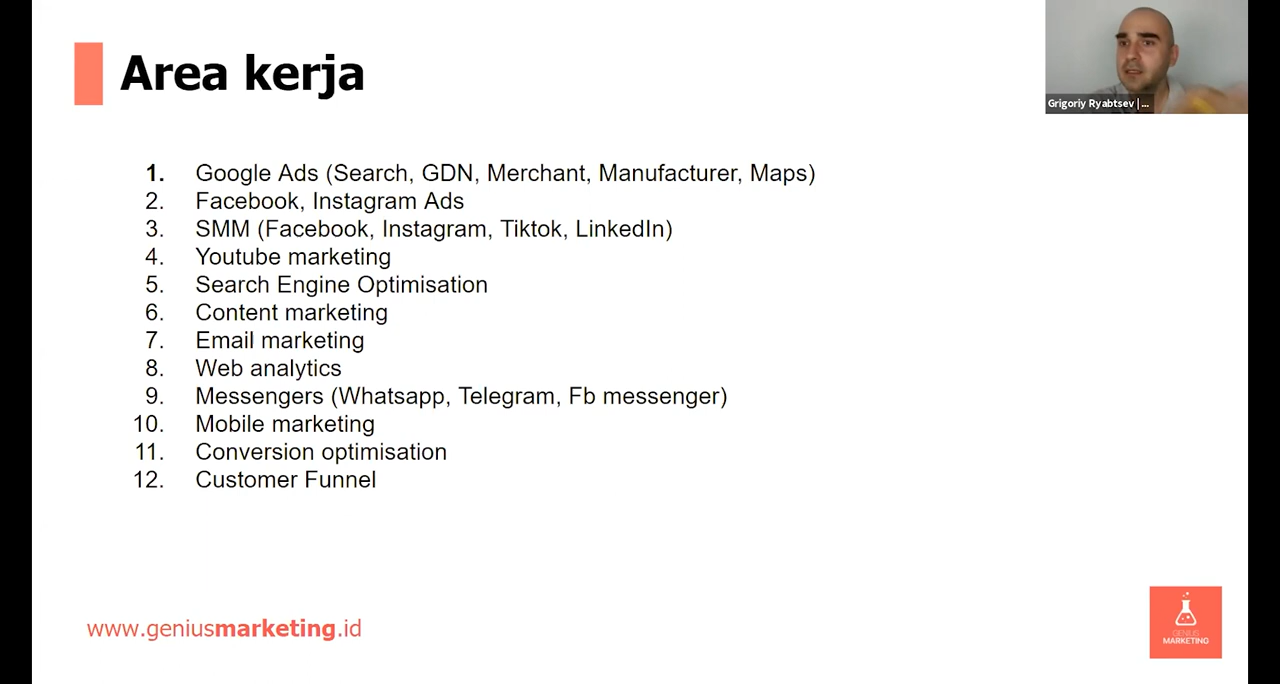 Area kerja
Grigoriy Ryabtsev | ...
1. Google Ads (Search, GDN, Merchant, Manufacturer, Maps)
2. Facebook, Instagram Ads
3. SMM (Facebook, Instagram, Tiktok, LinkedIn)
4. Youtube marketing
5. Search Engine Optimisation
6. Content marketing
7. Email marketing
8. Web analytics
9. Messengers (Whatsapp, Telegram, Fb messenger)
10. Mobile marketing
11. Conversion optimisation
12. Customer Funnel
www.geniusmarketing.id
GENIUS
MARKETING